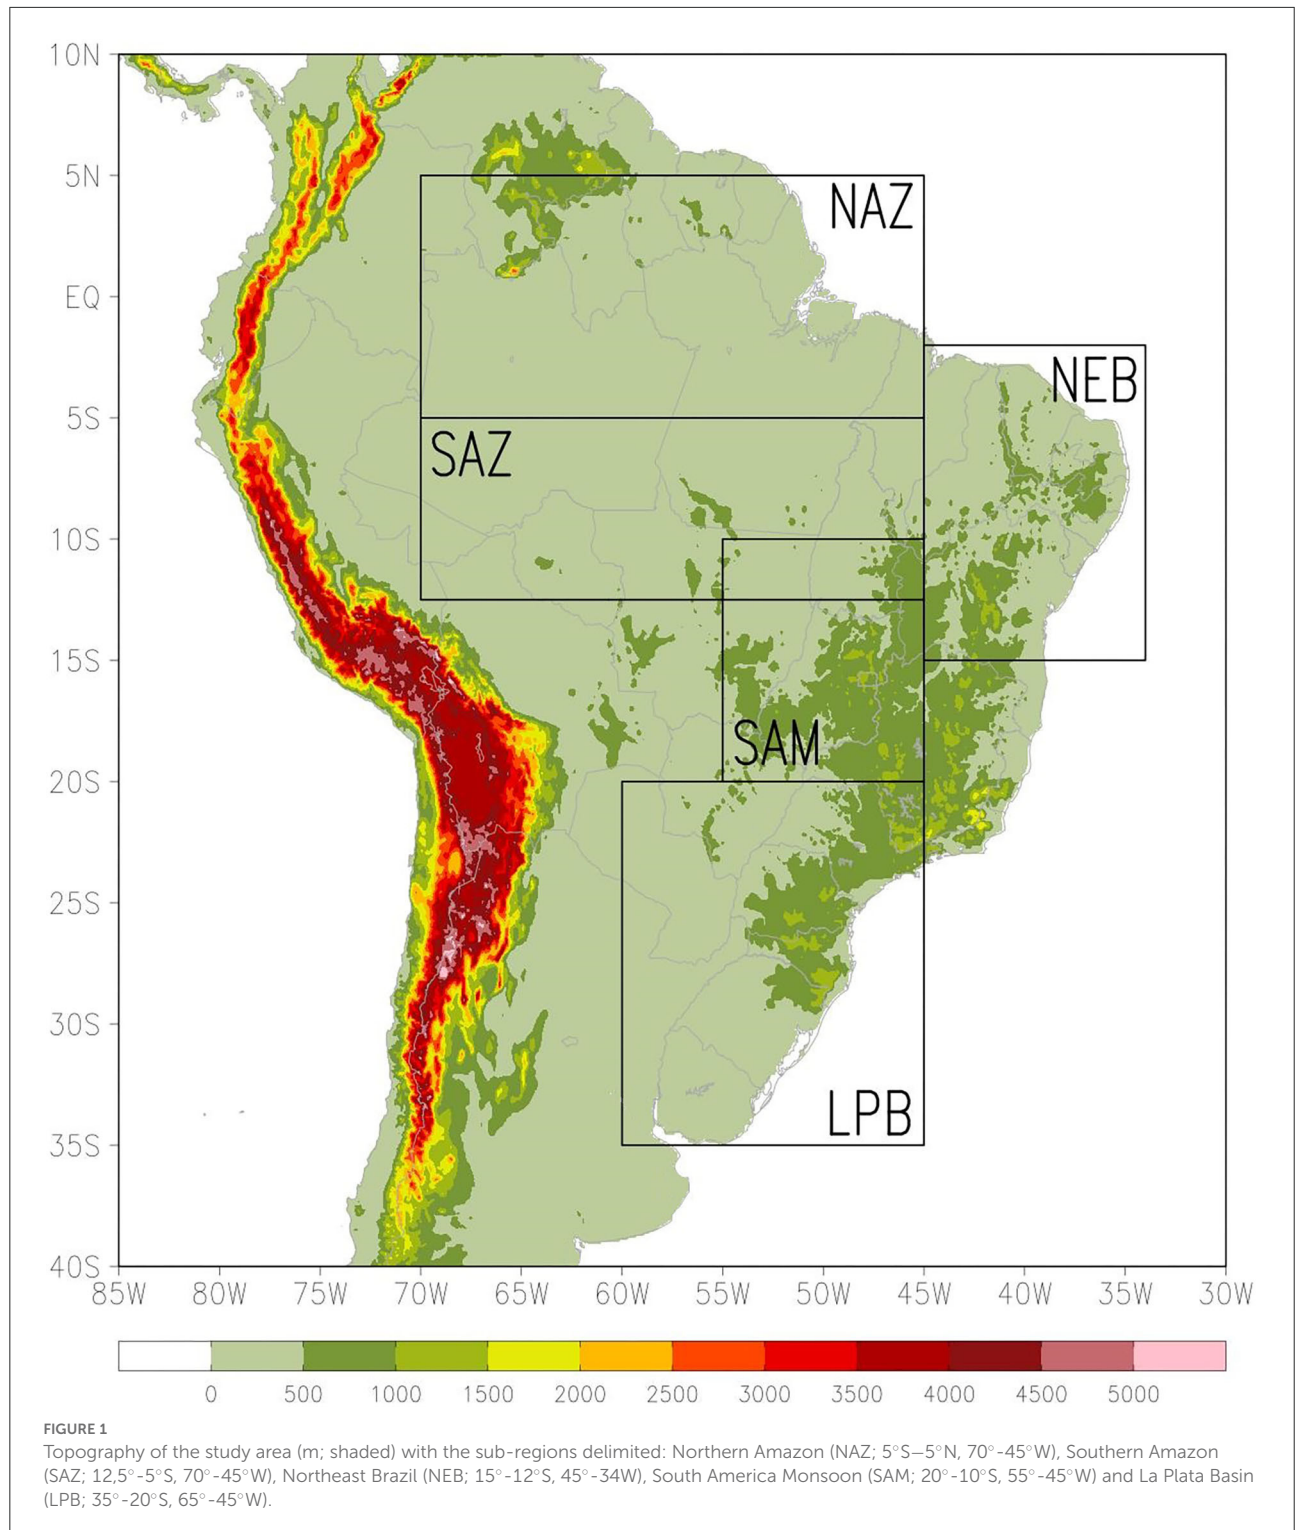 10N
5N
NAZ
EQ
NEB
5S
SAZ
10S
15S
SAM
20S
25S
30S
LPB
35S
40S
85W 80W 75W 70W 65W 60W 55W 50W 45W 40W 35W 30W
0 500 1000 1500 2000 2500 3000 3500 4000 4500 5000
FIGURE 1
Topography of the study area (m; shaded) with the sub-regions delimited: Northern Amazon (NAZ; 5°S—5°N, 70°-45°W), Southern Amazon
(SAZ; 12,5°-5°S, 70°-45°W), Northeast Brazil (NEB; 15°-12°S, 45°-34W), South America Monsoon (SAM; 20°-10°S, 55°-45°W) and La Plata Basin
(LPB; 35°-20°S, 65°-45°W).